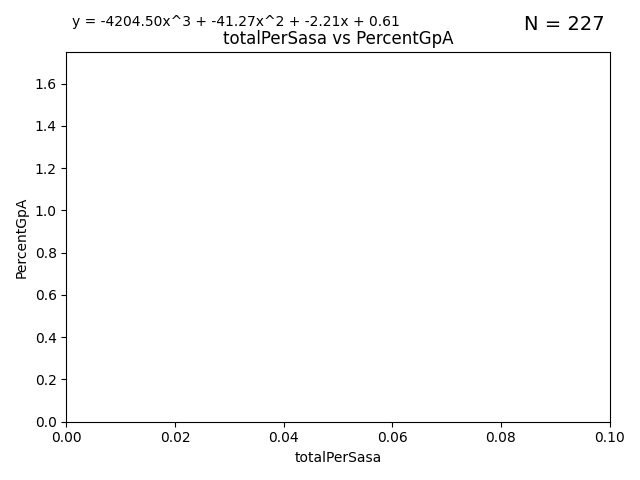 y = -4204.50x^3 + -41.27x^2 + -2.21x + 0.61
N = 227
totalPerSasa vs PercentGpA
1.6
1.4
1.2
1.0
0.8
0.6
0.4
0.2
0.0
PercentGpA
0.00 0.02 0.04 0.06 0.08 0.10
totalPerSasa